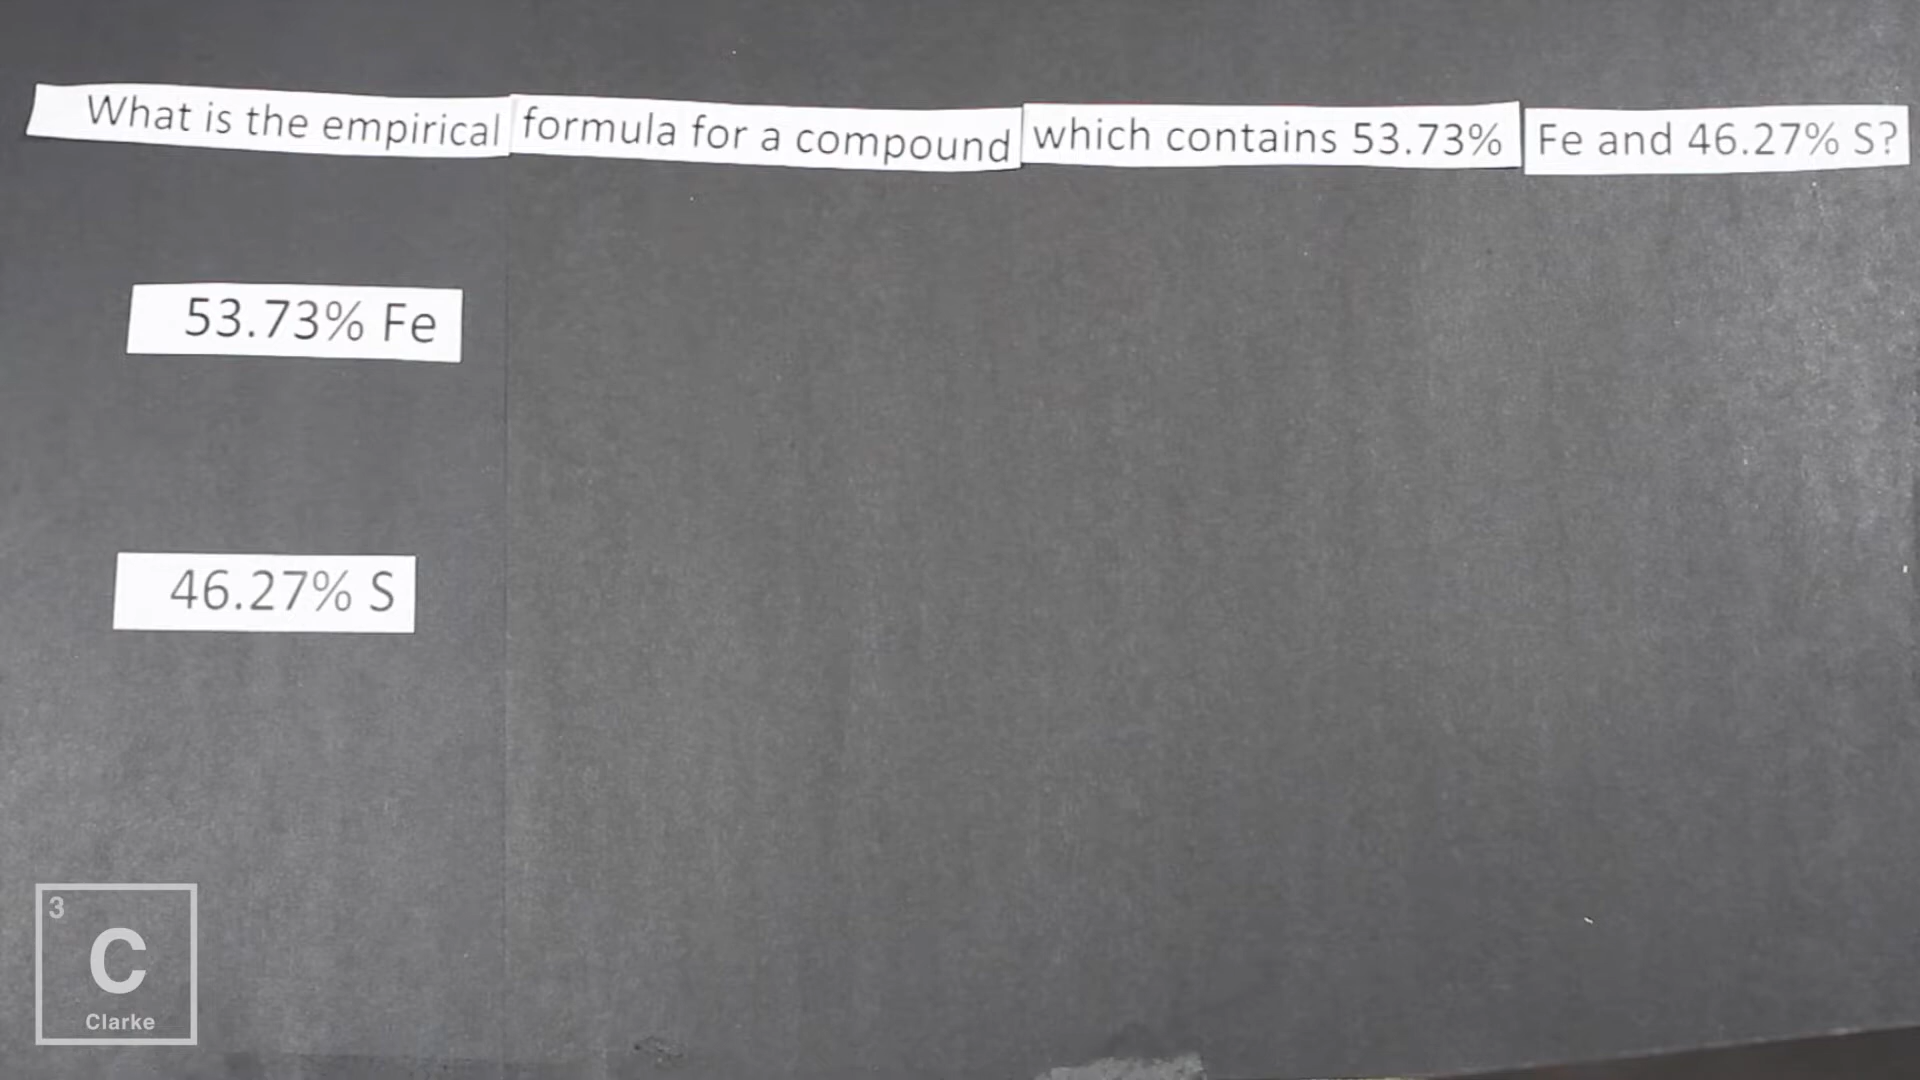 What is the empirical formula for a compound which contains 53.73% Fe and 46.27% S?
53.73% Fe
46.27% S
3
C
Clarke